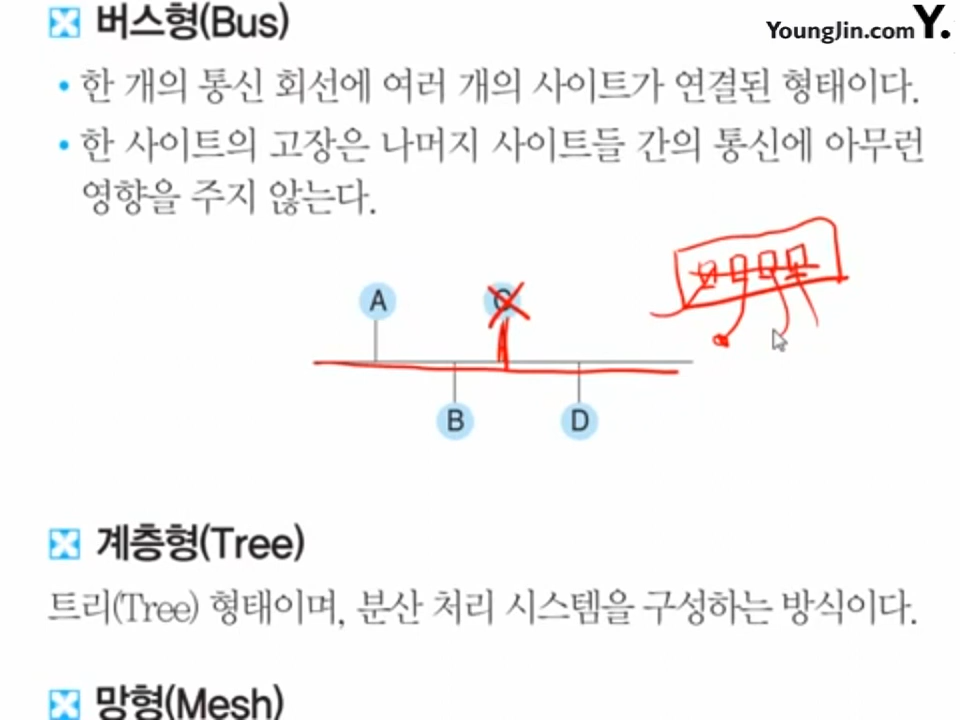 버스형(Bus)
YoungJin.com Y.
• 한 개의 통신 회선에 여러 개의 사이트가 연결된 형태이다.
• 한 사이트의 고장은 나머지 사이트들 간의 통신에 아무런
영향을 주지 않는다.
A C
B D
계층형(Tree)
트리(Tree) 형태이며, 분산 처리 시스템을 구성하는 방식이다.
망형(Mesh)